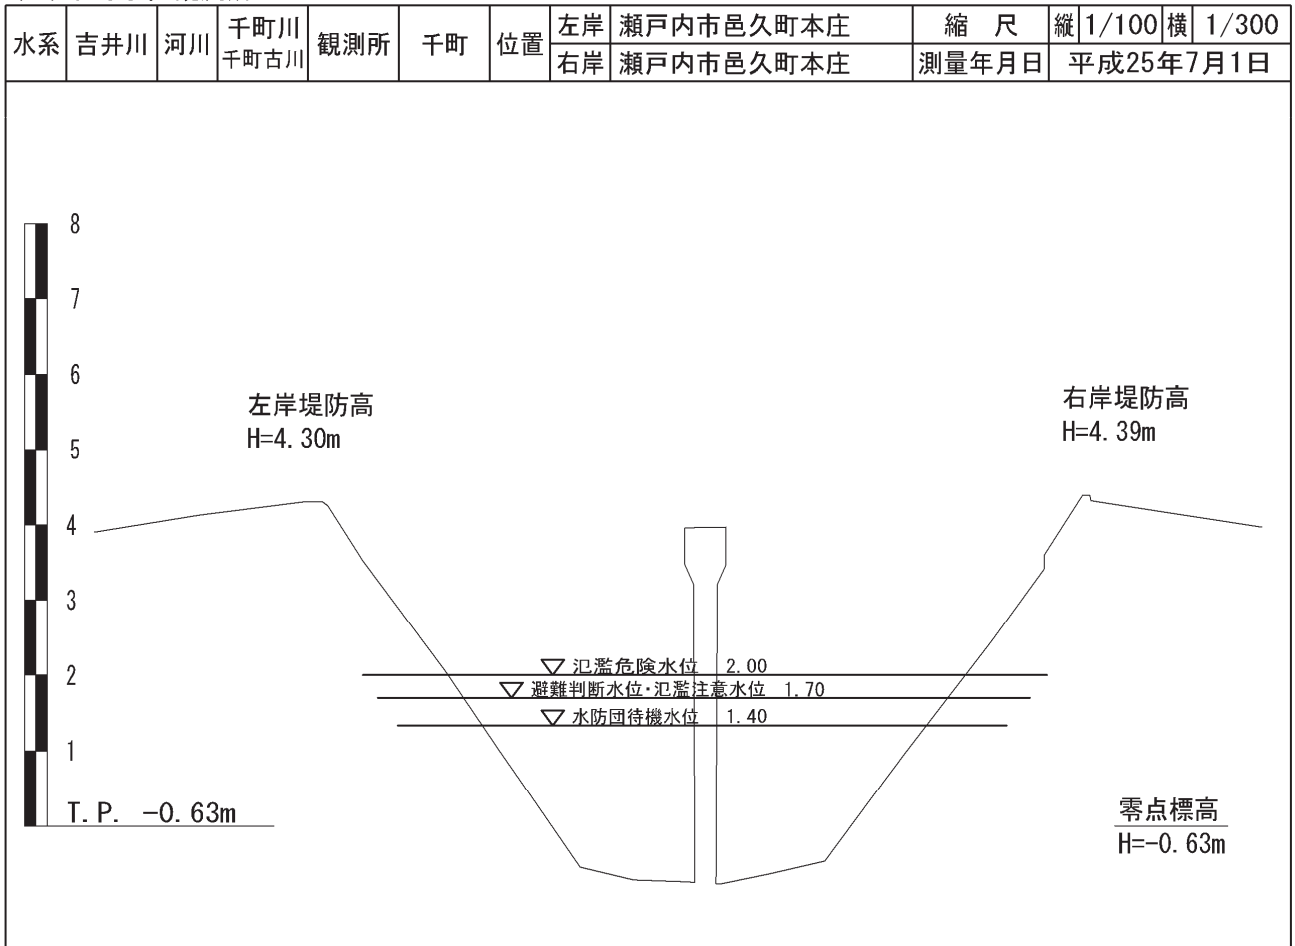 水系 吉井川 河川 千町川 千町古川 観測所 千町 位置 左岸 瀬戸内市邑久町本庄 縮 尺 縦 1/100 横 1/300
右岸 瀬戸内市邑久町本庄 測量年月日 平成25年7月1日
8
7
6
左岸堤防高
H=4.30m
右岸堤防高
H=4.39m
5
4
3
2
▽ 氾濫危険水位 2.00
▽ 避難判断水位・氾濫注意水位 1.70
▽ 水防団待機水位 1.40
1
T.P. -0.63m
零点標高
H=-0.63m